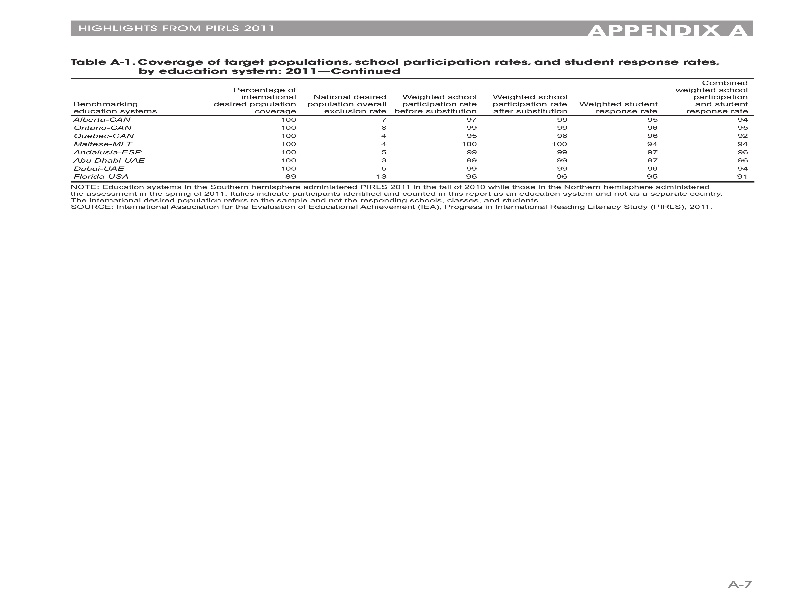 HIGHLIGHTS FROM PIRLS 2011
APPENDIX A
Table A-1. Coverage of target populations, school participation rates, and student response rates,
by education system: 2011—Continued
Benchmarking education systems | Percentage of international desired population coverage | National desired population overall exclusion rate | Weighted school participation rate before substitution | Weighted school participation rate after substitution | Weighted student response rate | Combined weighted school participation and student response rate
Alberta-CAN 100 7 97 99 95 94
Ontario-CAN 100 8 99 99 96 95
Quebec-CAN 100 4 95 98 96 92
Maltese-MLT 100 4 100 100 94 94
Andalusia-ESP 100 5 99 99 97 96
Abu Dhabi-UAE 100 3 99 99 97 96
Dubai-UAE 100 99 99 94
Florida-USA 89 13 96 96 95 91
NOTE: Education systems in the Southern hemisphere administered PIRLS 2011 in the fall of 2010 while those in the Northern hemisphere administered
the assessment in the spring of 2011. Italics indicate participants identified and counted in this report as an education system and not as a separate country.
The international desired population refers to the sample and not the responding schools, classes, and students.
SOURCE: International Association for the Evaluation of Educational Achievement (IEA), Progress in International Reading Literacy Study (PIRLS), 2011.
A-7